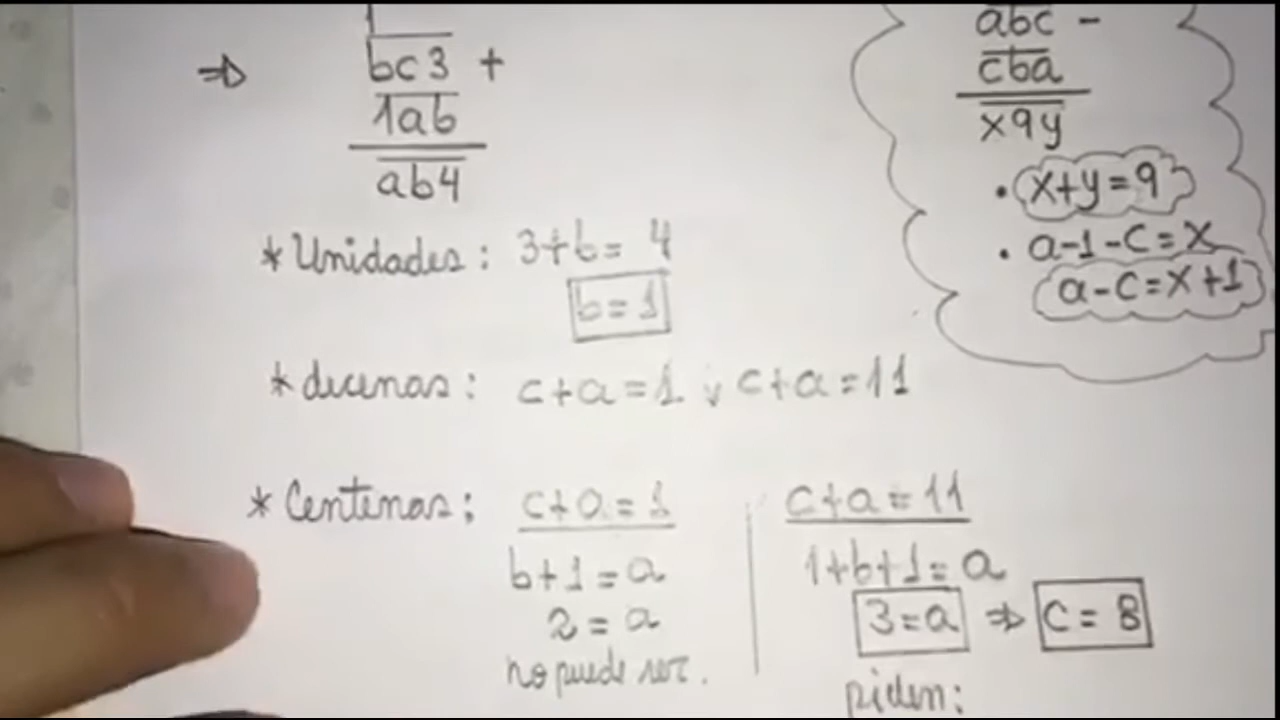 1
bc3 +
⇒
1ab
ab4
* Unidades: 3+b= 4
b=1
* decenas: c+a=1 ∨ c+a=11
* Centenas:
c+a=1
b+1=a
2=a
no puede ser.
c+a=11
1+b+1=a
3=a ⇒ c=8
piden:
abc -
cba
x9y
• x+y=9
• a-1-c=x
a-c=x+1